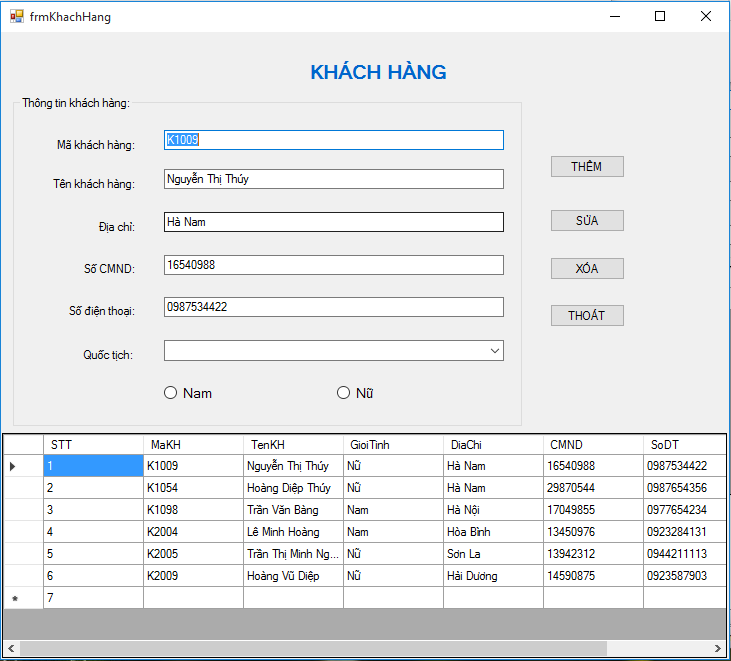 frmKhachHang
KHÁCH HÀNG
Thông tin khách hàng:
Mã khách hàng: K1009
THÊM
Tên khách hàng: Nguyễn Thị Thúy
Địa chỉ: Hà Nam
SỬA
Số CMND: 16540988
XÓA
Số điện thoại: 0987534422
THOÁT
Quốc tịch:
Nam Nữ
STT MaKH TenKH GioiTinh DiaChi CMND SoDT
1 K1009 Nguyễn Thị Thúy Nữ Hà Nam 16540988 0987534422
2 K1054 Hoàng Diệp Thúy Nữ Hà Nam 29870544 0987654356
3 K1098 Trần Văn Bàng Nam Hà Nội 17049855 0977654234
4 K2004 Lê Minh Hoàng Nam Hòa Bình 13450976 0923284131
5 K2005 Trần Thị Minh Ng... Nữ Sơn La 13942312 0944211113
6 K2009 Hoàng Vũ Diệp Nữ Hải Dương 14590875 0923587903
7